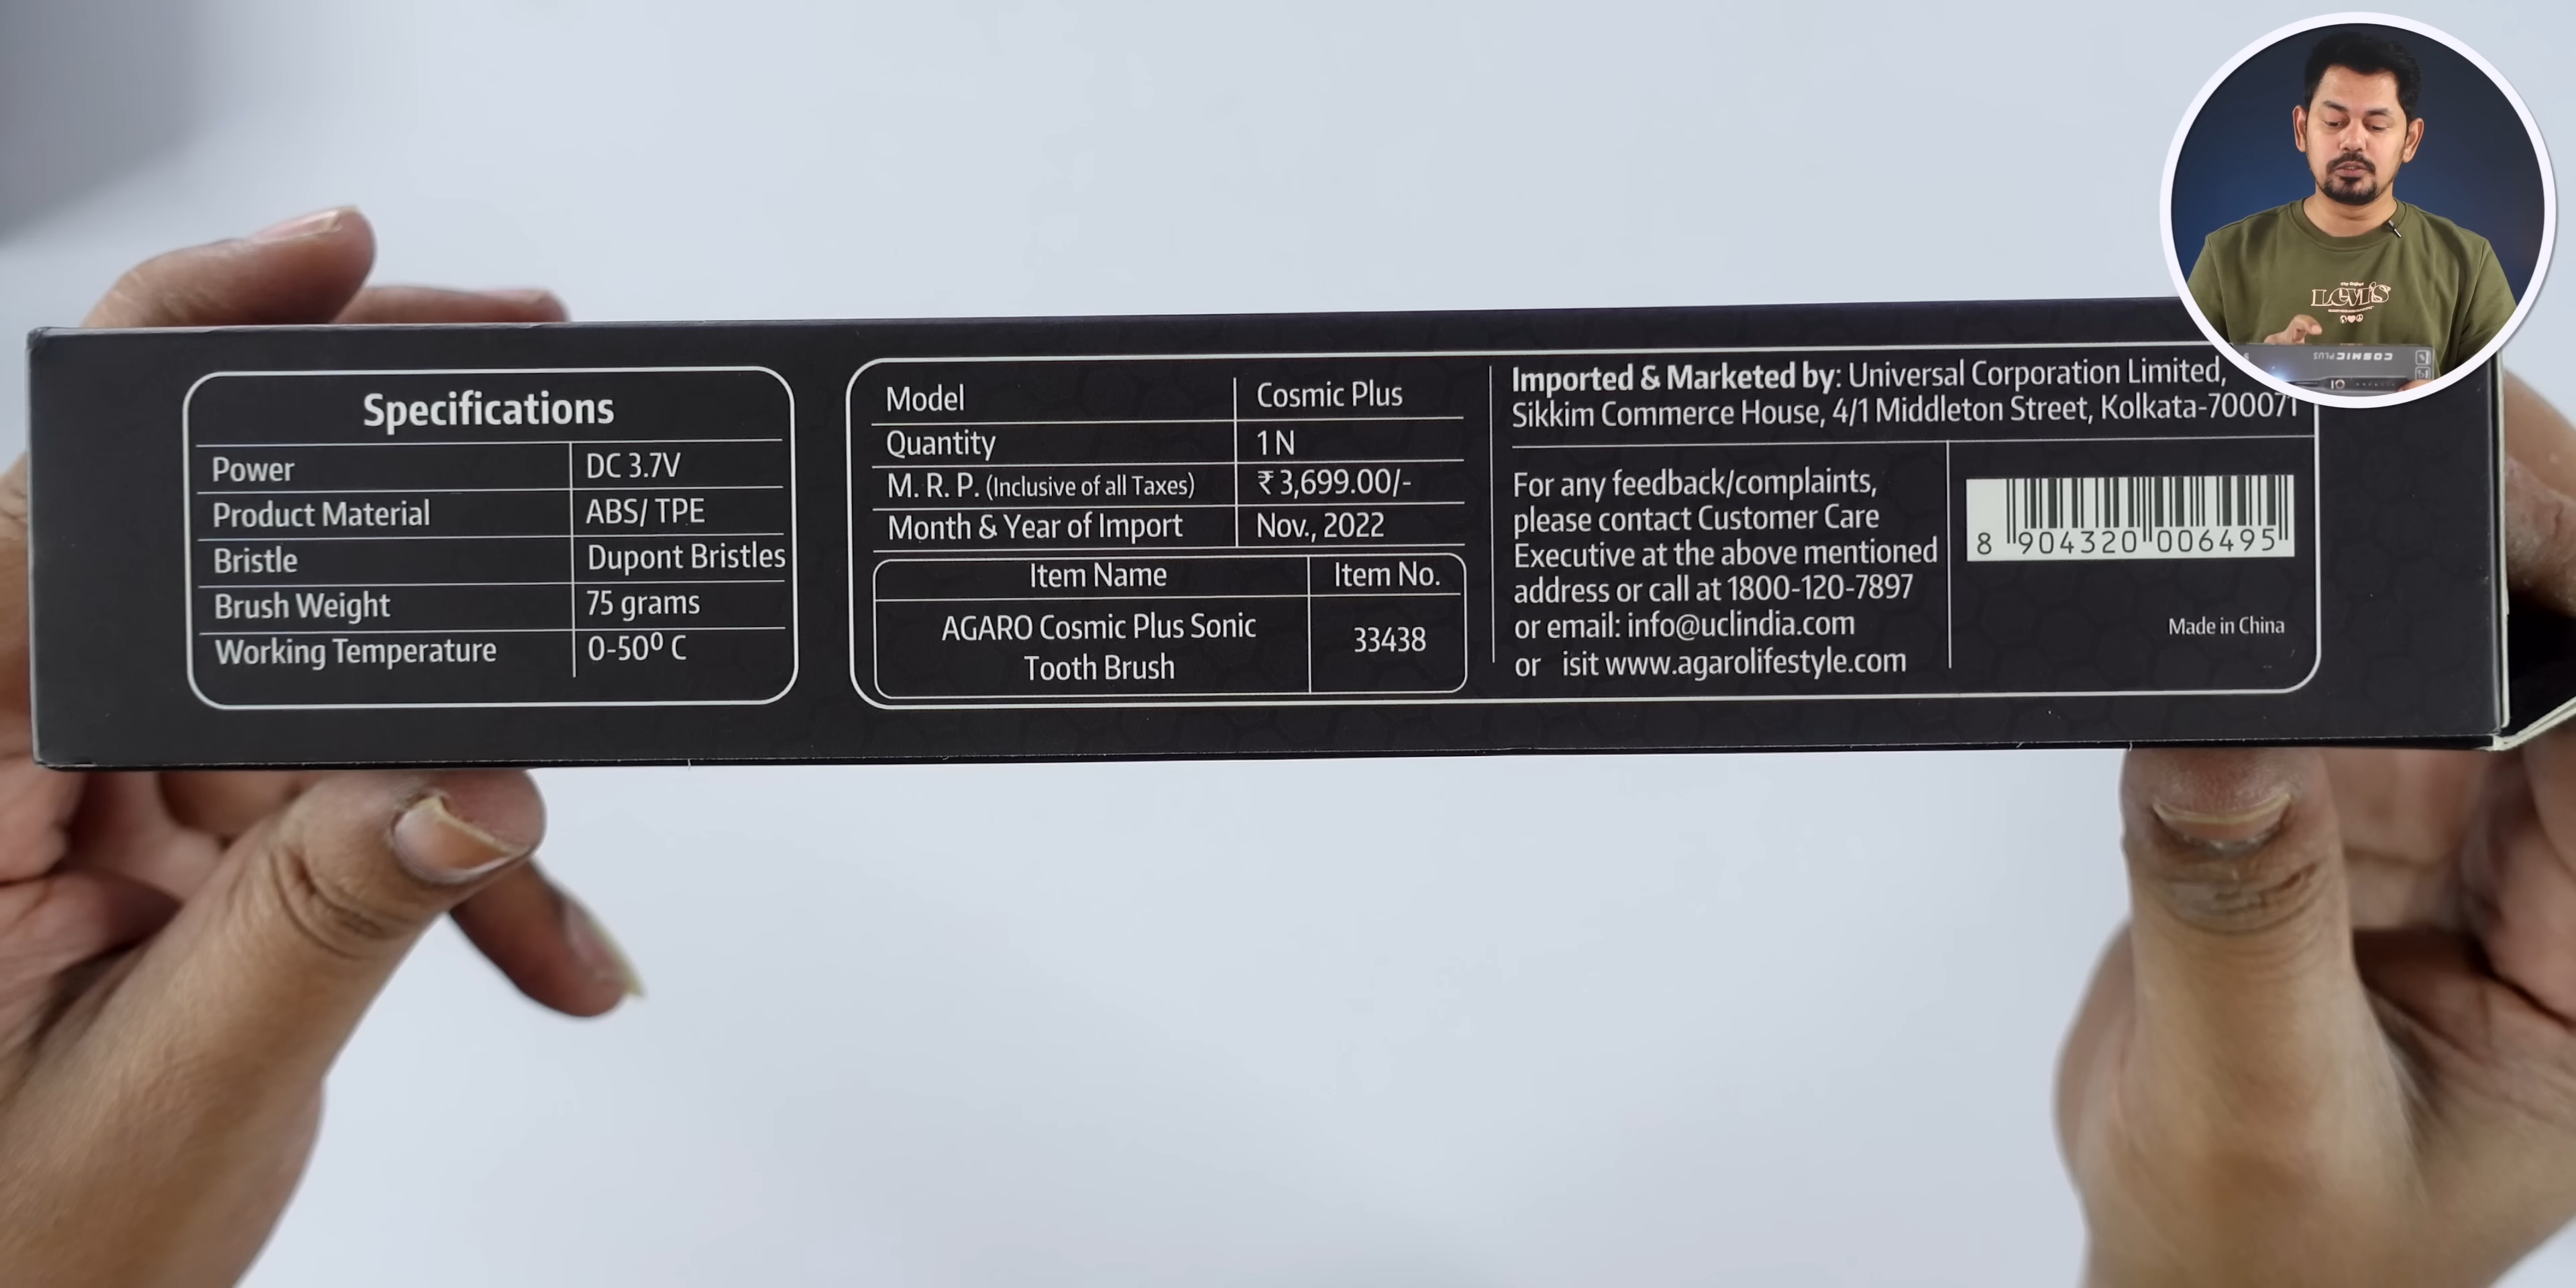 Specifications
Power DC 3.7V
Product Material ABS/ TPE
Bristle Dupont Bristles
Brush Weight 75 grams
Working Temperature 0-50⁰ C
Model Cosmic Plus
Quantity 1 N
M. R. P. (Inclusive of all Taxes) ₹ 3,699.00/-
Month & Year of Import Nov., 2022
Item Name Item No.
AGARO Cosmic Plus Sonic
Tooth Brush
33438
Imported & Marketed by: Universal Corporation Limited,
Sikkim Commerce House, 4/1 Middleton Street, Kolkata-700071
For any feedback/complaints,
please contact Customer Care
Executive at the above mentioned
address or call at 1800-120-7897
or email: info@uclindia.com
or isit www.agarolifestyle.com
8 904320 006495
Made in China
LEVI'S
COSMIC PLUS